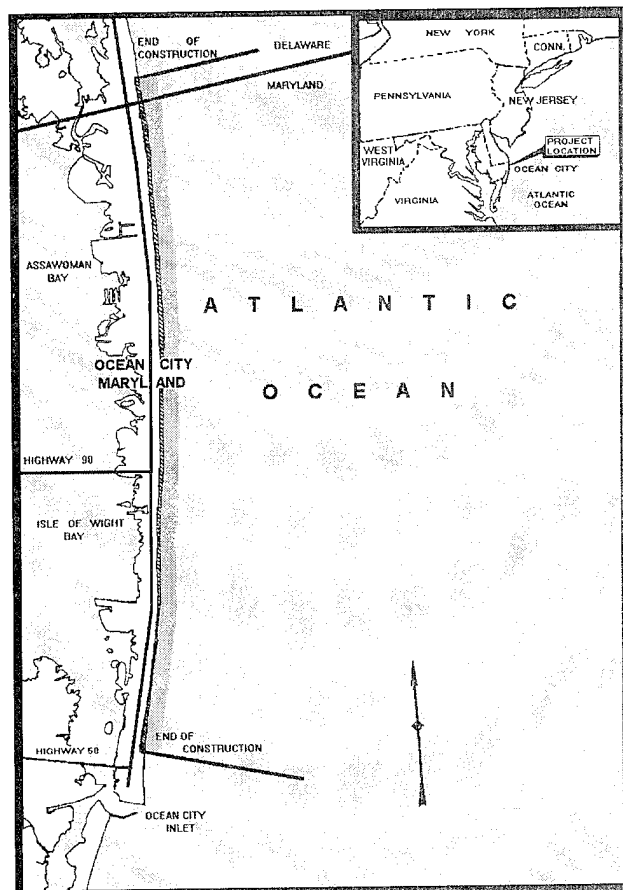 END OF
CONSTRUCTION
DELAWARE
MARYLAND
NEW YORK
CONN.
PENNSYLVANIA
NEW JERSEY
WEST
VIRGINIA
PROJECT
LOCATION
OCEAN CITY
VIRGINIA
ATLANTIC
OCEAN
ASSAWOMAN
BAY
ATLANTIC
OCEAN CITY
MARYLAND
OCEAN
HIGHWAY 90
ISLE OF WIGHT
BAY
END OF
CONSTRUCTION
HIGHWAY 50
OCEAN CITY
INLET